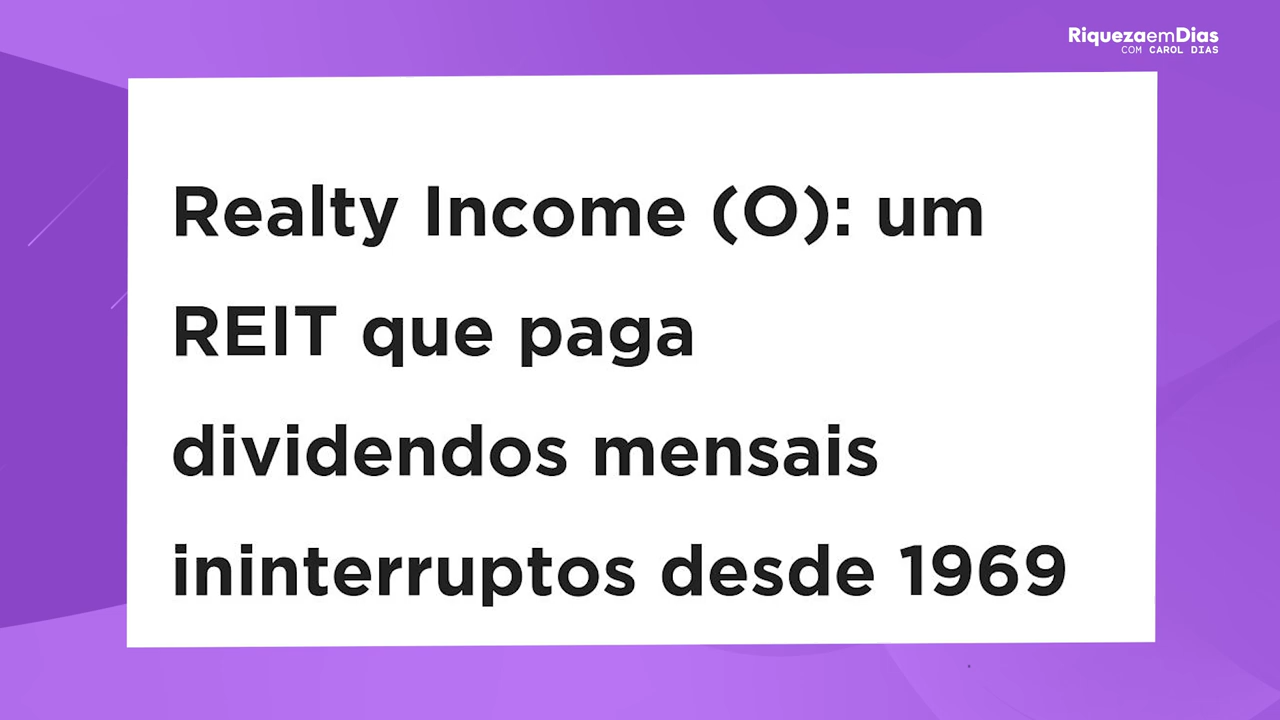 RiquezaemDias
COM CAROL DIAS
Realty Income (O): um
REIT que paga
dividendos mensais
ininterruptos desde 1969